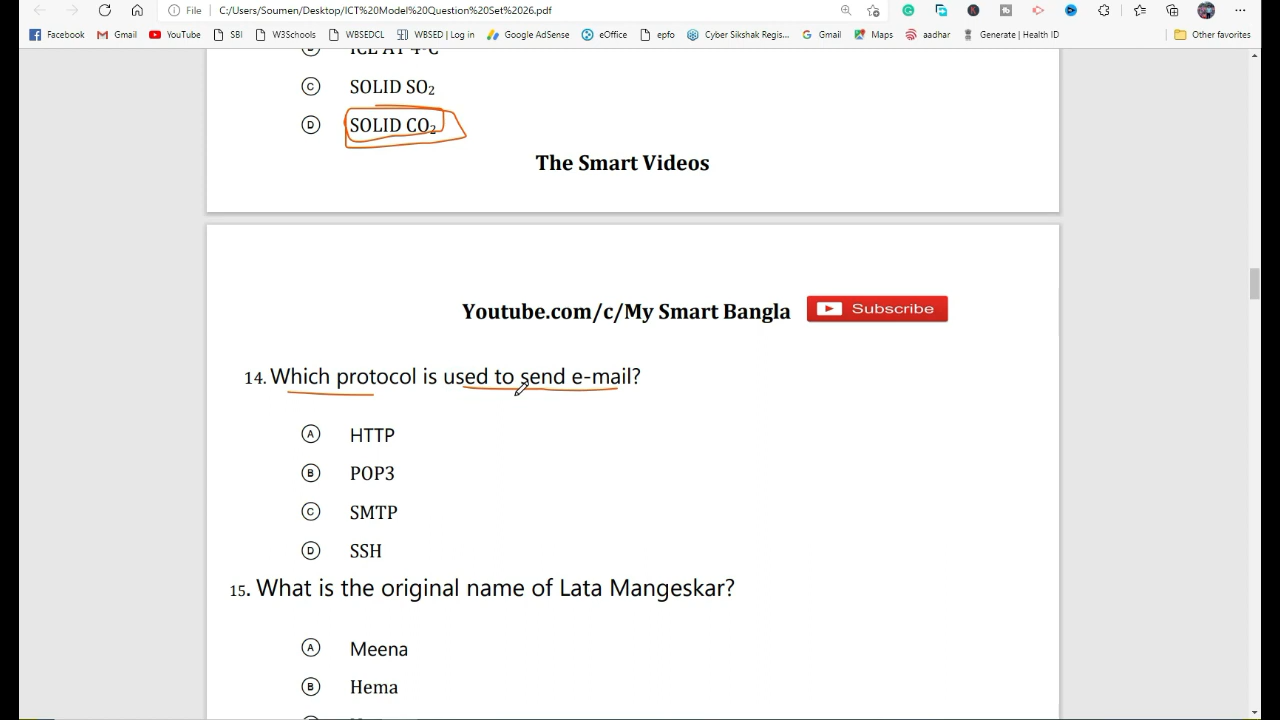 File
C:/Users/Soumen/Desktop/ICT%20Model%20Question%20Set%2026.pdf
Facebook
Gmail
YouTube
SBI
W3Schools
WBSEDCL
WBSED | Log in
Google AdSense
eOffice
epfo
Cyber Sikshak Regis...
Gmail
Maps
aadhar
Generate | Health ID
Other favorites
C SOLID SO₂
D SOLID CO₂
The Smart Videos
Youtube.com/c/My Smart Bangla Subscribe
14. Which protocol is used to send e-mail?
A HTTP
B POP3
C SMTP
D SSH
15. What is the original name of Lata Mangeskar?
A Meena
B Hema